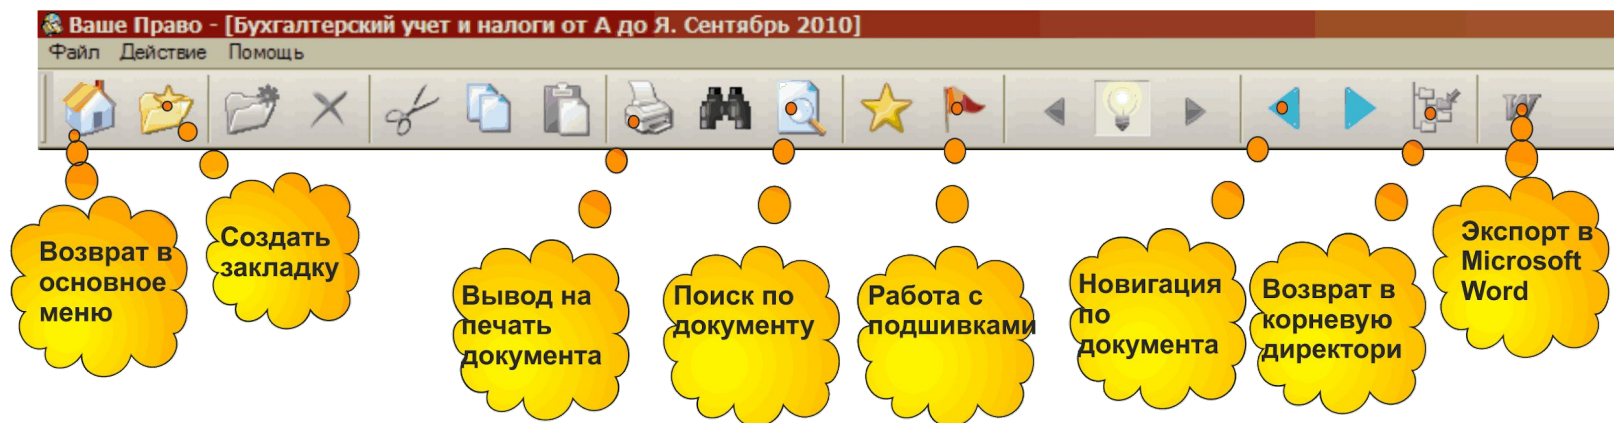 Ваше Право - [Бухгалтерский учет и налоги от А до Я. Сентябрь 2010]
Файл Действие Помощь
W
Возврат в
основное
меню
Создать
закладку
Вывод на
печать
документа
Поиск по
документу
Работа с
подшивками
Новигация
по
документа
Возврат в
корневую
директори
Экспорт в
Microsoft
Word